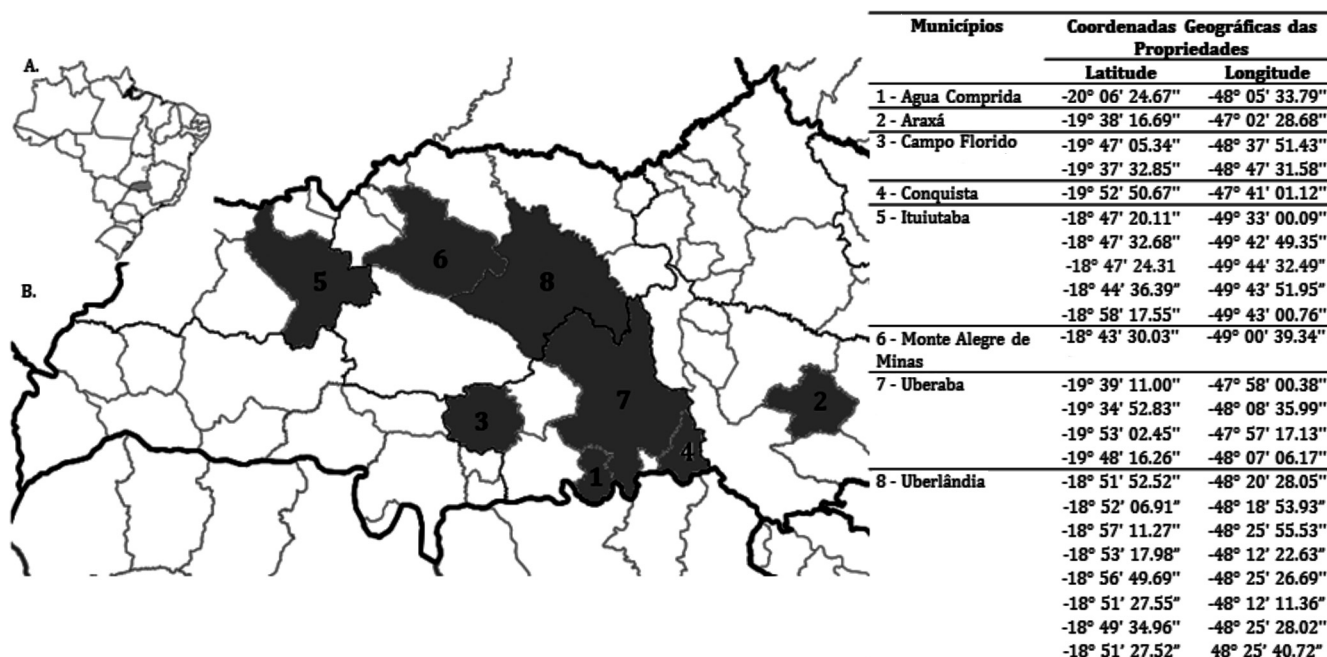 A.
B.
5
6
8
7
3
2
4
1
Municípios Coordenadas Geográficas das
Propriedades
Latitude Longitude
1 - Agua Comprida -20° 06' 24.67" -48° 05' 33.79"
2 - Araxá -19° 38' 16.69" -47° 02' 28.68"
3 - Campo Florido -19° 47' 05.34" -48° 37' 51.43"
-19° 37' 32.85" -48° 47' 31.58"
4 - Conquista -19° 52' 50.67" -47° 41' 01.12"
5 - Ituiutaba -18° 47' 20.11" -49° 33' 00.09"
-18° 47' 32.68" -49° 42' 49.35"
-18° 47' 24.31 -49° 44' 32.49"
-18° 44' 36.39" -49° 43' 51.95"
-18° 58' 17.55" -49° 43' 00.76"
6 - Monte Alegre de -18° 43' 30.03" -49° 00' 39.34"
Minas
7 - Uberaba -19° 39' 11.00" -47° 58' 00.38"
-19° 34' 52.83" -48° 08' 35.99"
-19° 53' 02.45" -47° 57' 17.13"
-19° 48' 16.26" -48° 07' 06.17"
8 - Uberlândia -18° 51' 52.52" -48° 20' 28.05"
-18° 52' 06.91" -48° 18' 53.93"
-18° 57' 11.27" -48° 25' 55.53"
-18° 53' 17.98" -48° 12' 22.63"
-18° 56' 49.69" -48° 25' 26.69"
-18° 51' 27.55" -48° 12' 11.36"
-18° 49' 34.96" -48° 25' 28.02"
-18° 51' 27.52" 48° 25' 40.72"